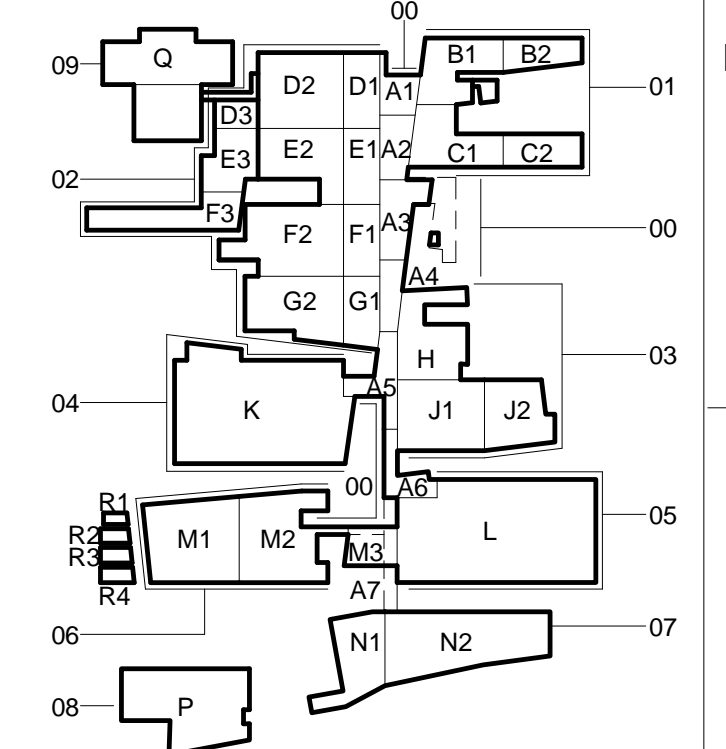 00
09 Q B1 B2
D2 D1 A1 01
D3
E3 E2 E1 A2 C1 C2
02
F3 F2 F1 A3 00
A4
G2 G1
H 03
A5
04 K J1 J2
00 A6
R1 05
R2 M1 M2 L
R3 M3
R4 A7
06 N1 N2 07
08 P